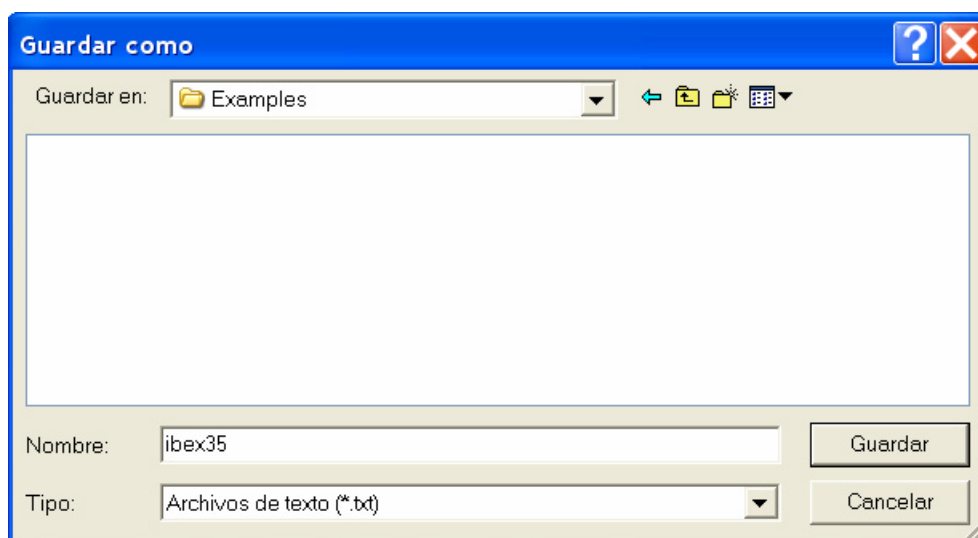 Guardar como
Guardar en: Examples
Nombre: ibex35 Guardar
Tipo: Archivos de texto (*.txt) Cancelar